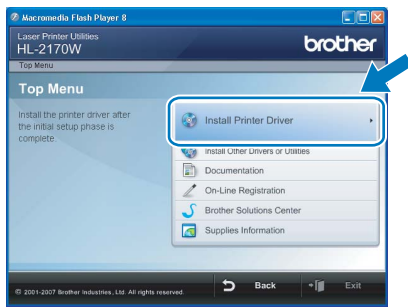 Macromedia Flash Player 8
Laser Printer Utilities
HL-2170W
brother
Top Menu
Top Menu
Install the printer driver after
the initial setup phase is
complete.
Install Printer Driver
Install Other Drivers or Utilities
Documentation
On-Line Registration
Brother Solutions Center
Supplies Information
© 2001-2007 Brother Industries, Ltd. All rights reserved.
Back
Exit